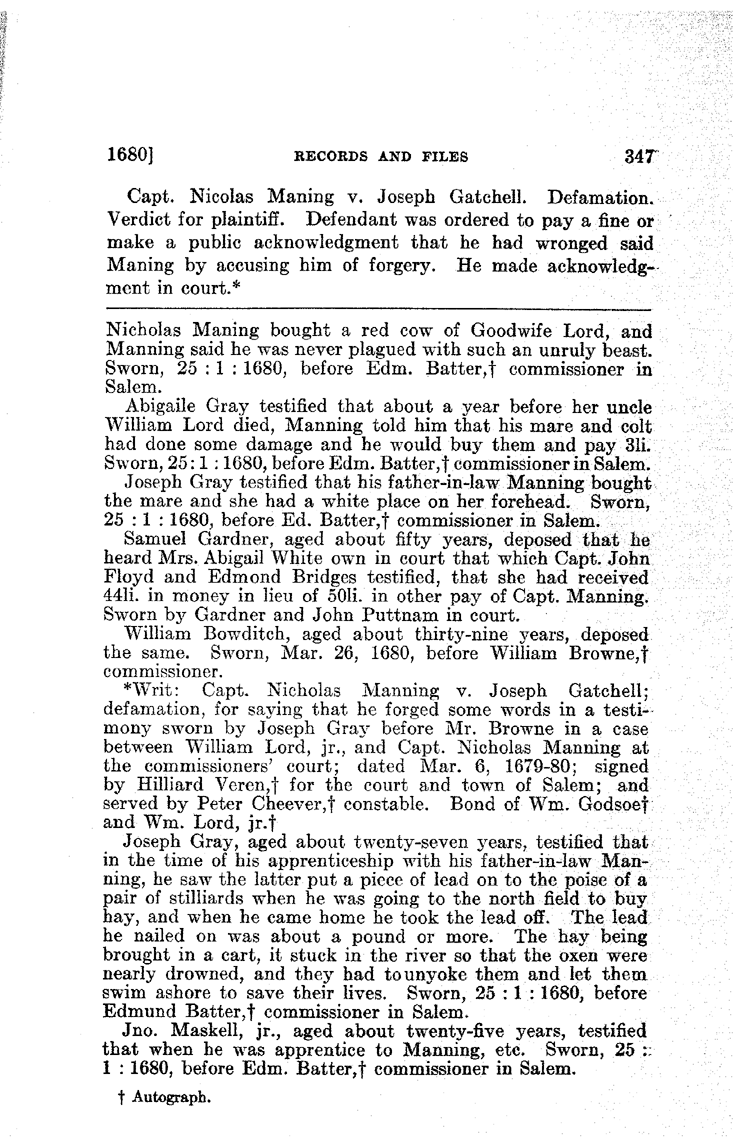 1680] RECORDS AND FILES 347
Capt. Nicolas Maning v. Joseph Gatchell. Defamation.
Verdict for plaintiff. Defendant was ordered to pay a fine or
make a public acknowledgment that he had wronged said
Maning by accusing him of forgery. He made acknowledg-
ment in court.*
Nicholas Maning bought a red cow of Goodwife Lord, and
Manning said he was never plagued with such an unruly beast.
Sworn, 25 : 1 : 1680, before Edm. Batter,† commissioner in
Salem.
Abigaile Gray testified that about a year before her uncle
William Lord died, Manning told him that his mare and colt
had done some damage and he would buy them and pay 3li.
Sworn, 25 : 1 : 1680, before Edm. Batter,† commissioner in Salem.
Joseph Gray testified that his father-in-law Manning bought
the mare and she had a white place on her forehead. Sworn,
25 : 1 : 1680, before Ed. Batter,† commissioner in Salem.
Samuel Gardner, aged about fifty years, deposed that he
heard Mrs. Abigail White own in court that which Capt. John
Floyd and Edmond Bridges testified, that she had received
44li. in money in lieu of 50li. in other pay of Capt. Manning.
Sworn by Gardner and John Puttnam in court.
William Bowditch, aged about thirty-nine years, deposed
the same. Sworn, Mar. 26, 1680, before William Browne,†
commissioner.
*Writ: Capt. Nicholas Manning v. Joseph Gatchell;
defamation, for saying that he forged some words in a testi-
mony sworn by Joseph Gray before Mr. Browne in a case
between William Lord, jr., and Capt. Nicholas Manning at
the commissioners' court; dated Mar. 6, 1679-80; signed
by Hilliard Veren,† for the court and town of Salem; and
served by Peter Cheever,† constable. Bond of Wm. Godsoe†
and Wm. Lord, jr.†
Joseph Gray, aged about twenty-seven years, testified that
in the time of his apprenticeship with his father-in-law Man-
ning, he saw the latter put a piece of lead on to the poise of a
pair of stilliards when he was going to the north field to buy
hay, and when he came home he took the lead off. The lead
he nailed on was about a pound or more. The hay being
brought in a cart, it stuck in the river so that the oxen were
nearly drowned, and they had to unyoke them and let them
swim ashore to save their lives. Sworn, 25 : 1 : 1680, before
Edmund Batter,† commissioner in Salem.
Jno. Maskell, jr., aged about twenty-five years, testified
that when he was apprentice to Manning, etc. Sworn, 25 :
1 : 1680, before Edm. Batter,† commissioner in Salem.
† Autograph.